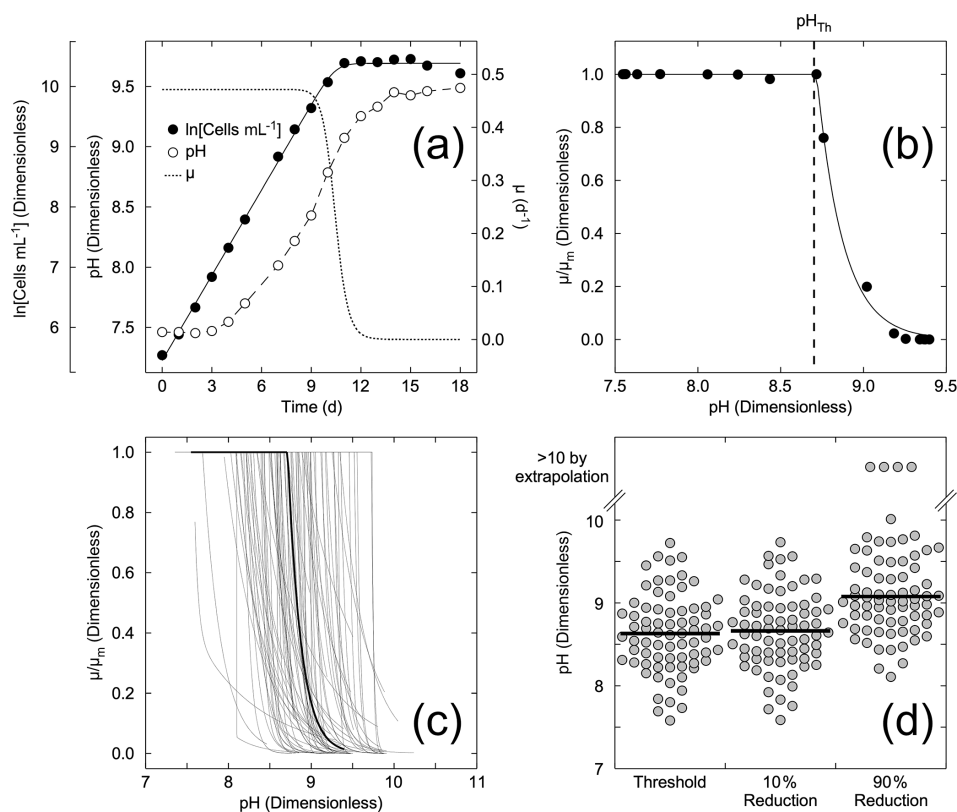 ln[Cells mL⁻¹] (Dimensionless)
10
9
8
7
6
pH (Dimensionless)
9.5
9.0
8.5
8.0
7.5
ln[Cells mL⁻¹]
pH
μ
(a)
0.5
0.4
0.3
0.2
0.1
0.0
μ (d⁻¹)
0 3 6 9 12 15 18
Time (d)
pH_Th
μ/μ_m (Dimensionless)
1.0
0.8
0.6
0.4
0.2
0.0
(b)
7.5 8.0 8.5 9.0 9.5
pH (Dimensionless)
μ/μ_m (Dimensionless)
1.0
0.8
0.6
0.4
0.2
0.0
(c)
7 8 9 10 11
pH (Dimensionless)
>10 by
extrapolation
pH (Dimensionless)
10
9
8
7
(d)
Threshold 10% 90%
Reduction Reduction